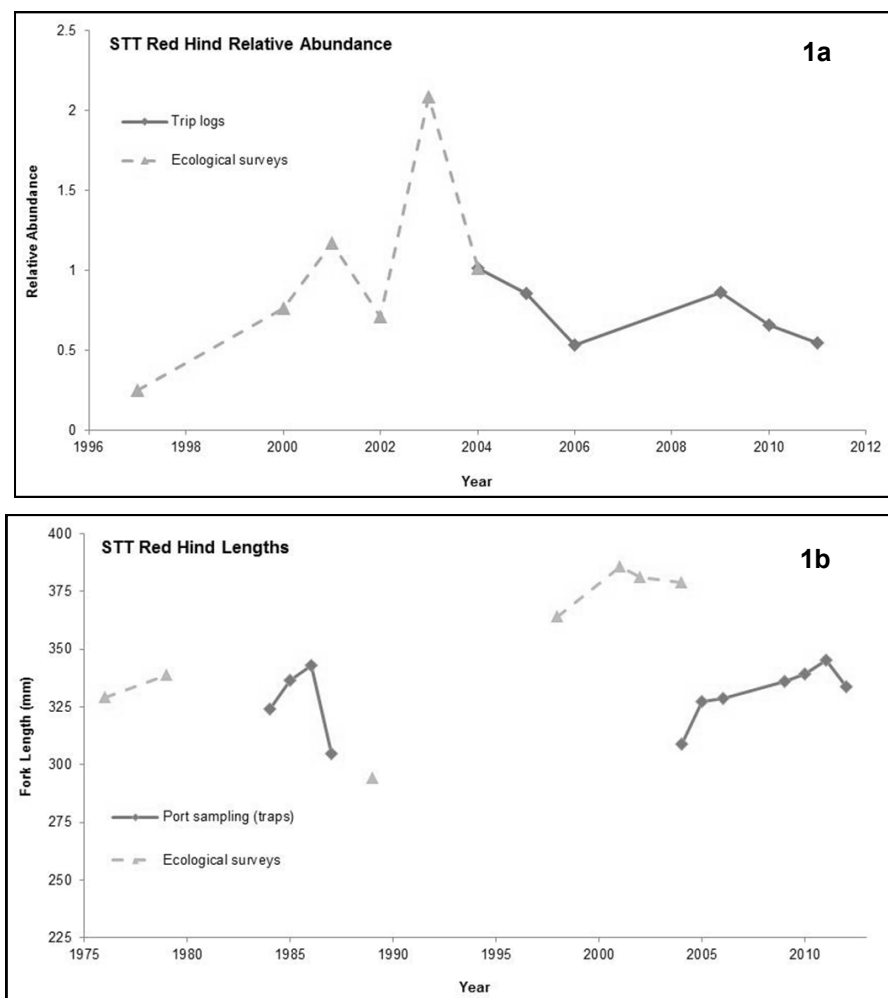 STT Red Hind Relative Abundance
1a
Trip logs
Ecological surveys
Relative Abundance
2.5
2
1.5
1
0.5
0
1996 1998 2000 2002 2004 2006 2008 2010 2012
Year
STT Red Hind Lengths
1b
Port sampling (traps)
Ecological surveys
Fork Length (mm)
400
375
350
325
300
275
250
225
1975 1980 1985 1990 1995 2000 2005 2010
Year